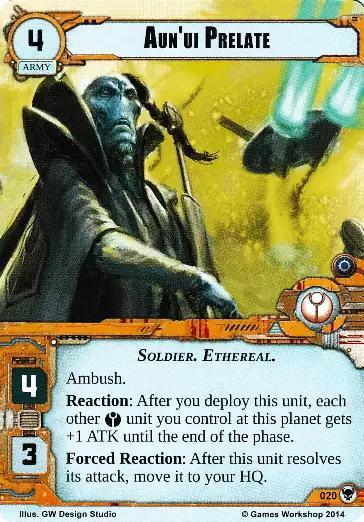 4
ARMY
Aun'ui Prelate
Soldier. Ethereal.
4
3
Ambush.
Reaction: After you deploy this unit, each
other unit you control at this planet gets
+1 ATK until the end of the phase.
Forced Reaction: After this unit resolves
its attack, move it to your HQ.
020
Illus. GW Design Studio
© Games Workshop 2014